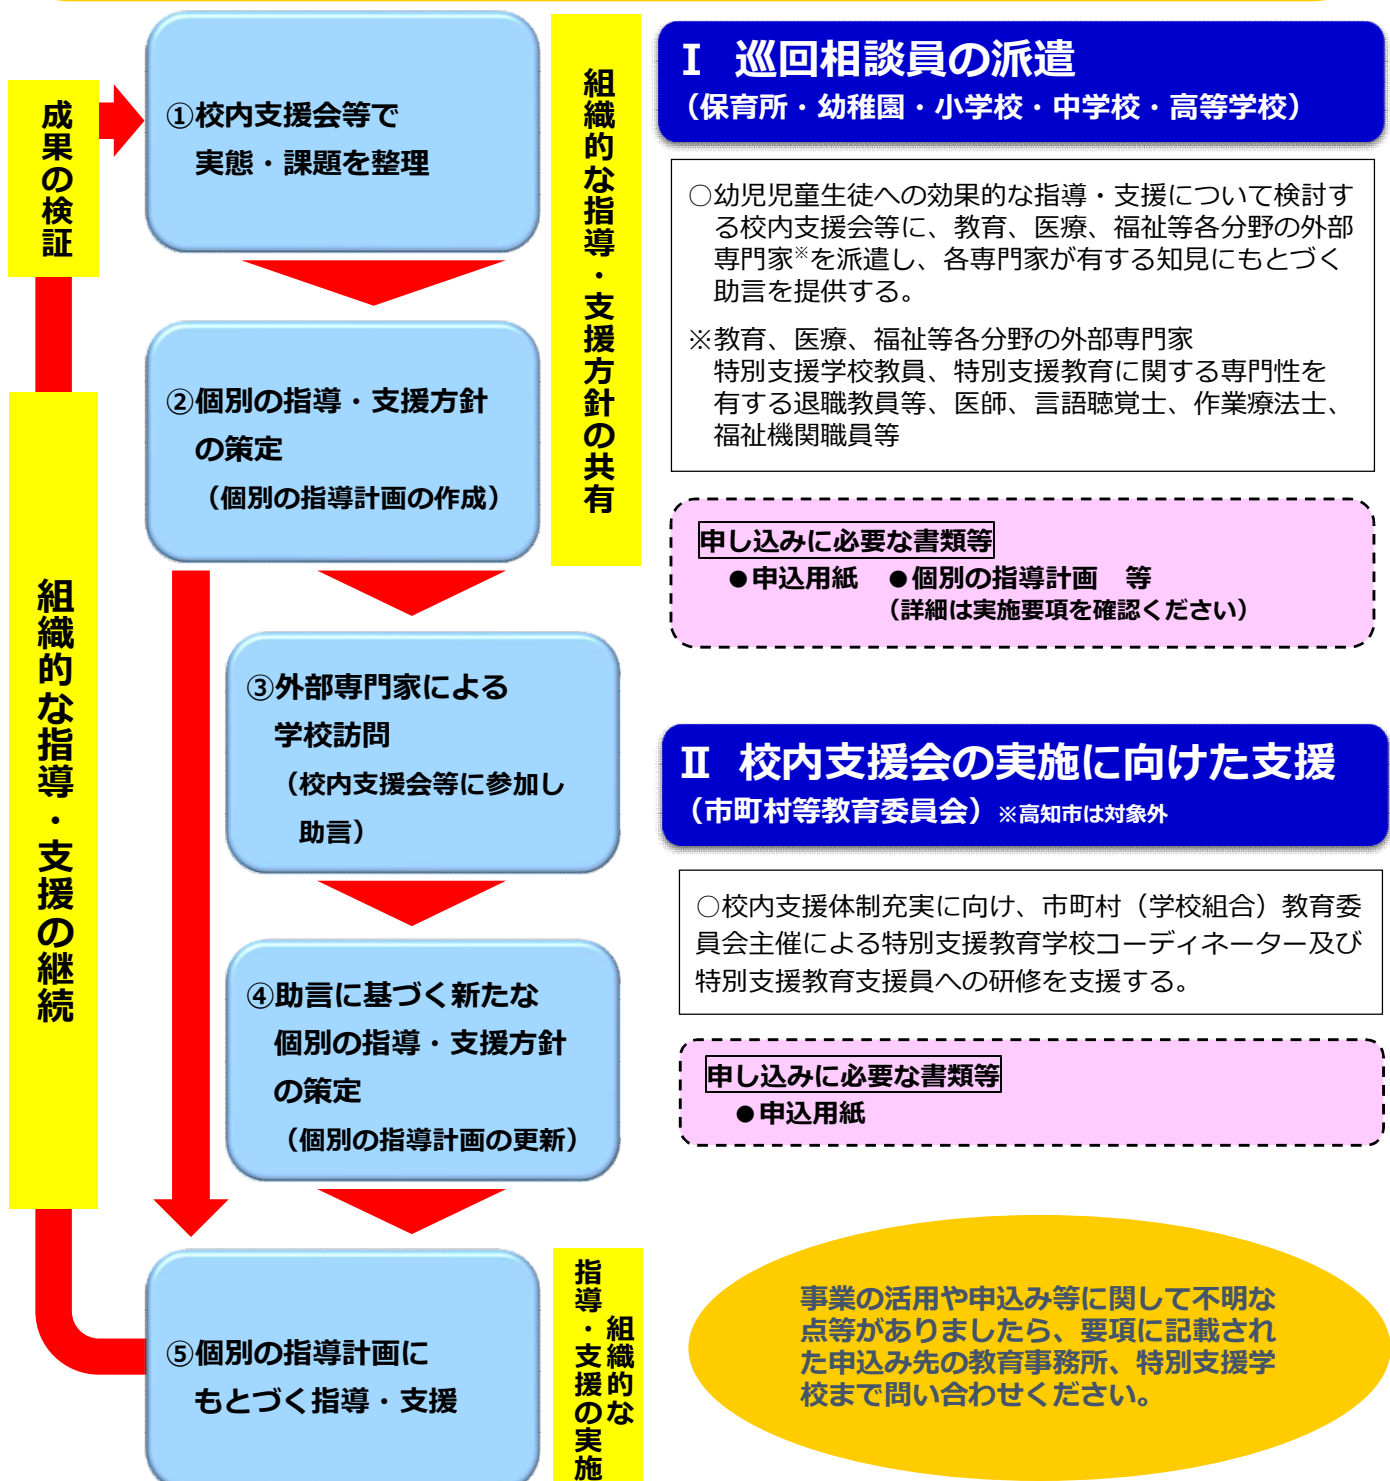 成果の検証
組織的な指導・支援の継続
①校内支援会等で
実態・課題を整理
②個別の指導・支援方針
の策定
（個別の指導計画の作成）
組織的な指導・支援方針の共有
③外部専門家による
学校訪問
（校内支援会等に参加し
助言）
④助言に基づく新たな
個別の指導・支援方針
の策定
（個別の指導計画の更新）
⑤個別の指導計画に
もとづく指導・支援
組織的な
指導・支援の実施
Ⅰ　巡回相談員の派遣
（保育所・幼稚園・小学校・中学校・高等学校）
○幼児児童生徒への効果的な指導・支援について検討す
る校内支援会等に、教育、医療、福祉等各分野の外部
専門家※を派遣し、各専門家が有する知見にもとづく
助言を提供する。
※教育、医療、福祉等各分野の外部専門家
特別支援学校教員、特別支援教育に関する専門性を
有する退職教員等、医師、言語聴覚士、作業療法士、
福祉機関職員等
申し込みに必要な書類等
●申込用紙　●個別の指導計画　等
（詳細は実施要項を確認ください）
Ⅱ　校内支援会の実施に向けた支援
（市町村等教育委員会）※高知市は対象外
○校内支援体制充実に向け、市町村（学校組合）教育委
員会主催による特別支援教育学校コーディネーター及び
特別支援教育支援員への研修を支援する。
申し込みに必要な書類等
●申込用紙
事業の活用や申込み等に関して不明な
点等がありましたら、要項に記載され
た申込み先の教育事務所、特別支援学
校まで問い合わせください。